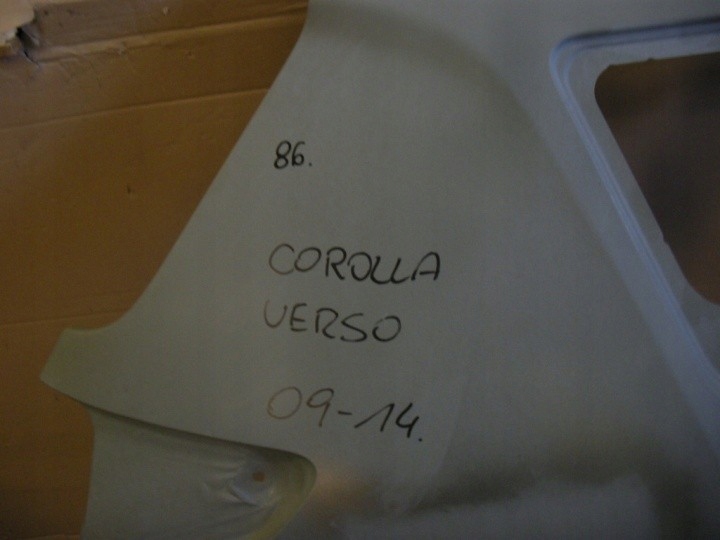 86.
COROLLA
VERSO
09-14.